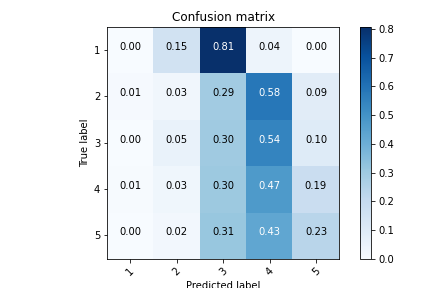 Confusion matrix
True label
1 0.00 0.15 0.81 0.04 0.00
2 0.01 0.03 0.29 0.58 0.09
3 0.00 0.05 0.30 0.54 0.10
4 0.01 0.03 0.30 0.47 0.19
5 0.00 0.02 0.31 0.43 0.23
1 2 3 4 5
Predicted label
0.8
0.7
0.6
0.5
0.4
0.3
0.2
0.1
0.0